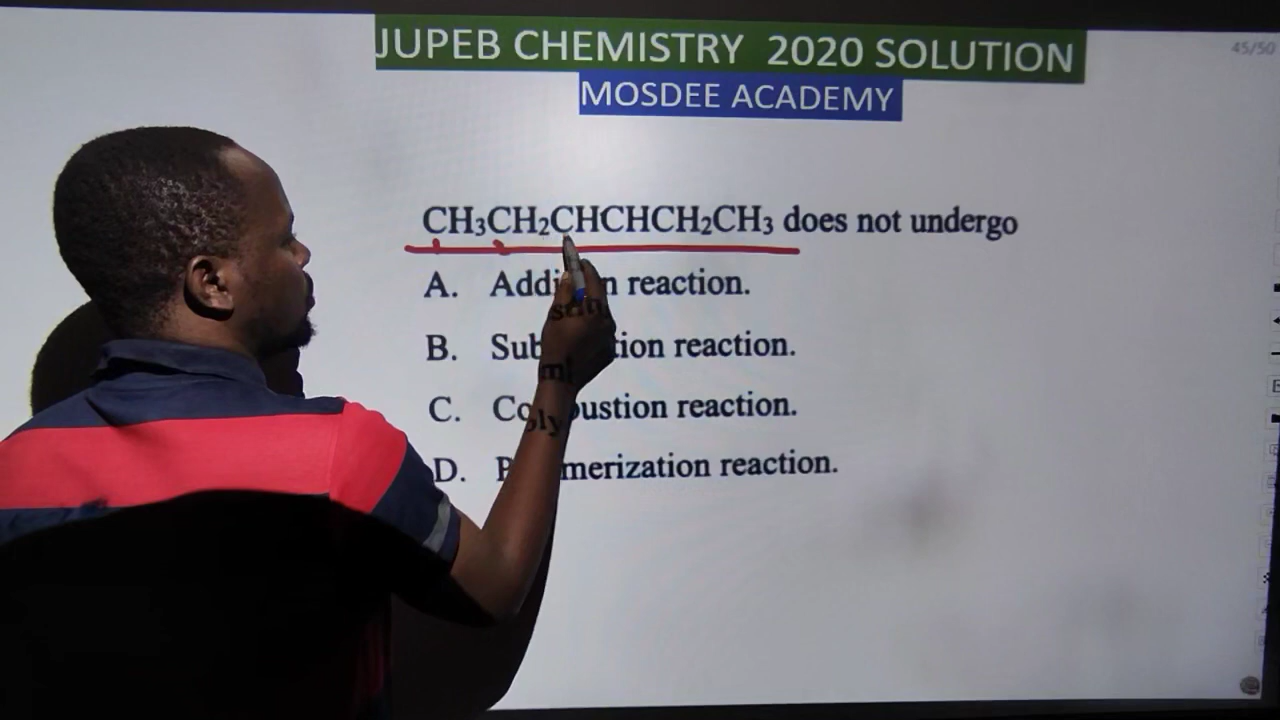 JUPEB CHEMISTRY 2020 SOLUTION
45/50
MOSDEE ACADEMY
CH₃CH₂CHCHCH₂CH₃ does not undergo
A. Addi n reaction.
B. Sub tion reaction.
C. Co bustion reaction.
D. P merization reaction.